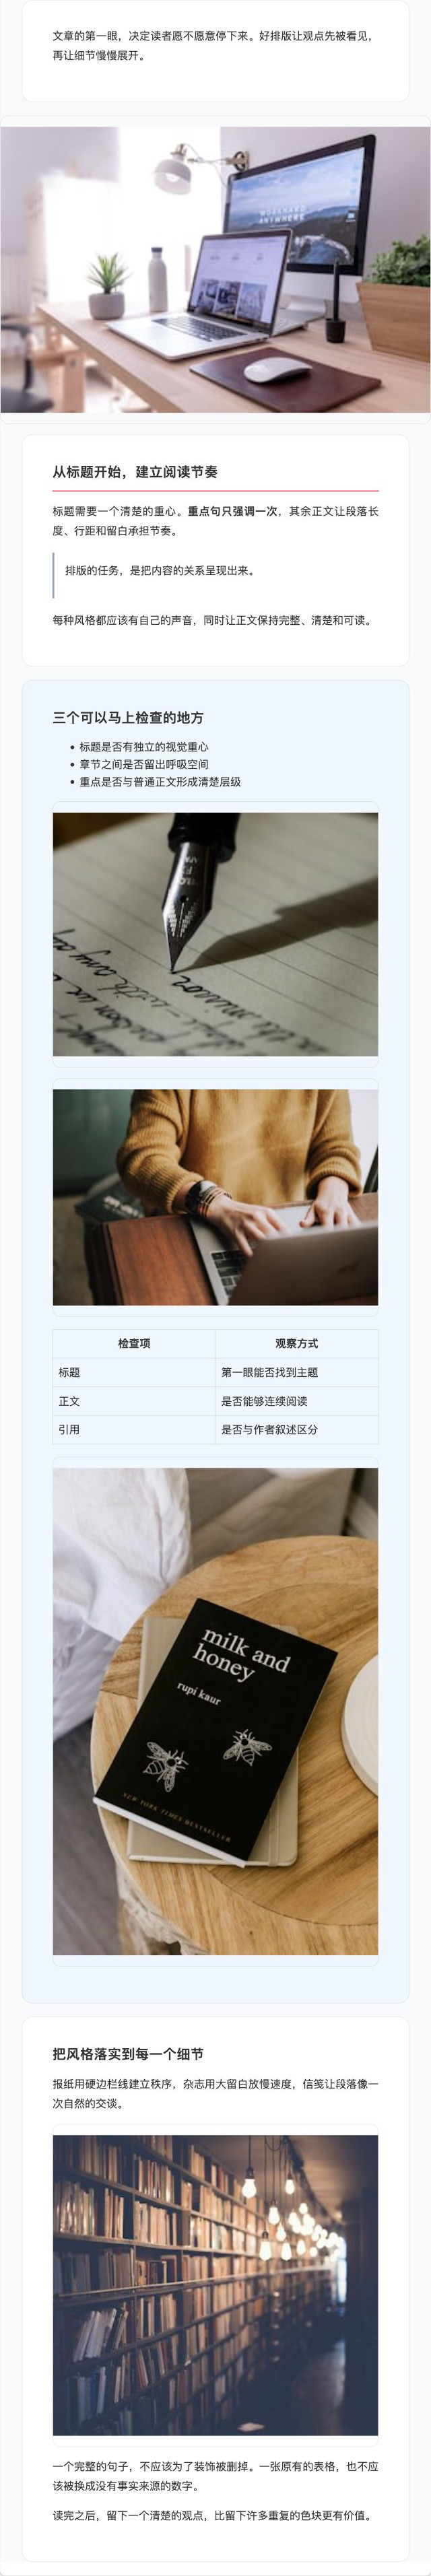 文章的第一眼，决定读者愿不愿意停下来。好排版让观点先被看见，
再让细节慢慢展开。
WORK HARD
ANYWHERE
从标题开始，建立阅读节奏
标题需要一个清楚的重心。重点句只强调一次，其余正文让段落长
度、行距和留白承担节奏。
排版的任务，是把内容的关系呈现出来。
每种风格都应该有自己的声音，同时让正文保持完整、清楚和可读。
三个可以马上检查的地方
标题是否有独立的视觉重心
章节之间是否留出呼吸空间
重点是否与普通正文形成清楚层级
检查项 观察方式
标题 第一眼能否找到主题
正文 是否能够连续阅读
引用 是否与作者叙述区分
milk and
honey
rupi kaur
NEW YORK TIMES BESTSELLER
把风格落实到每一个细节
报纸用硬边栏线建立秩序，杂志用大留白放慢速度，信笺让段落像一
次自然的交谈。
一个完整的句子，不应该为了装饰被删掉。一张原有的表格，也不应
该被换成没有事实来源的数字。
读完之后，留下一个清楚的观点，比留下许多重复的色块更有价值。